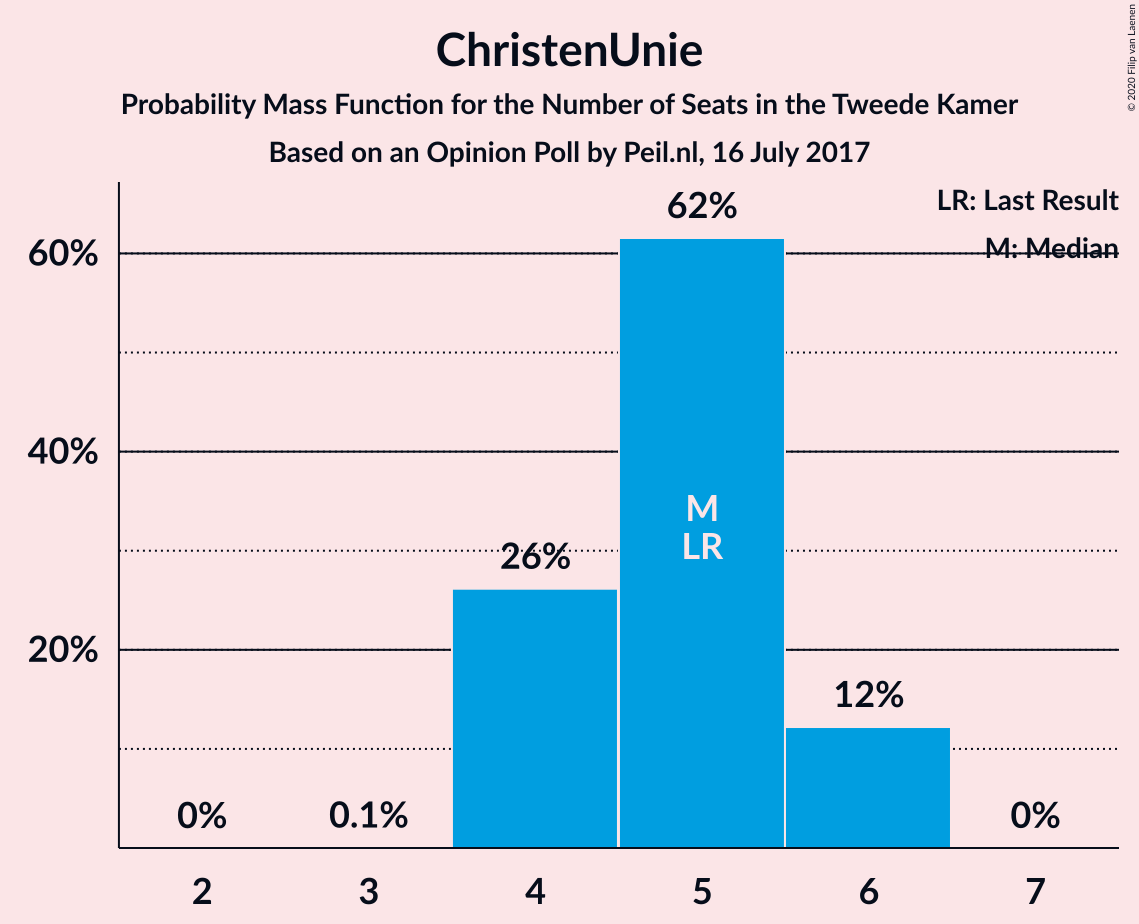 ChristenUnie
Probability Mass Function for the Number of Seats in the Tweede Kamer
Based on an Opinion Poll by Peil.nl, 16 July 2017
© 2020 Filip van Laenen
LR: Last Result
M: Median
60%
40%
20%
0%
0.1%
26%
62%
M
LR
12%
0%
2
3
4
5
6
7